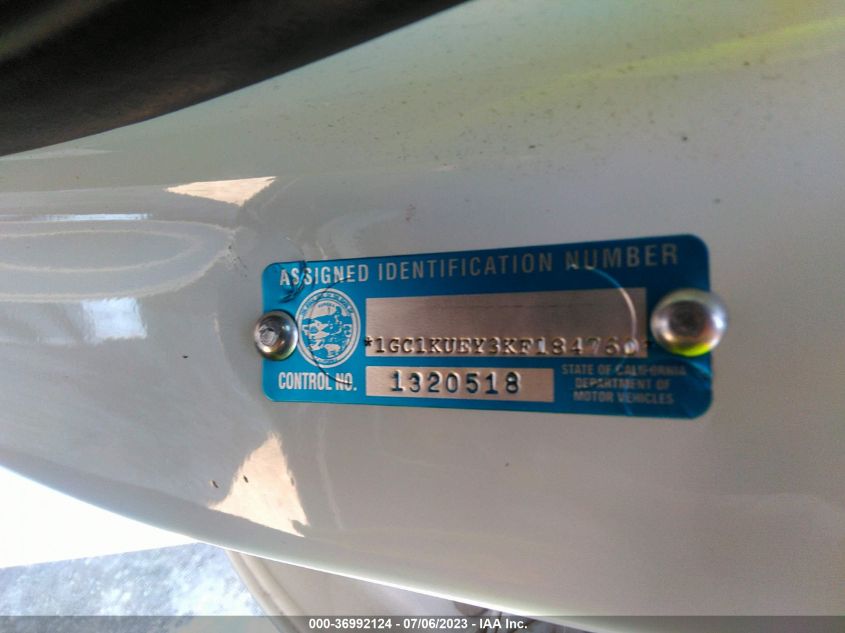 ASSIGNED IDENTIFICATION NUMBER
*1GC1KUEY3KF184760*
CONTROL NO.
1320518
STATE OF CALIFORNIA
DEPARTMENT OF
MOTOR VEHICLES
000-36992124 - 07/06/2023 - IAA Inc.